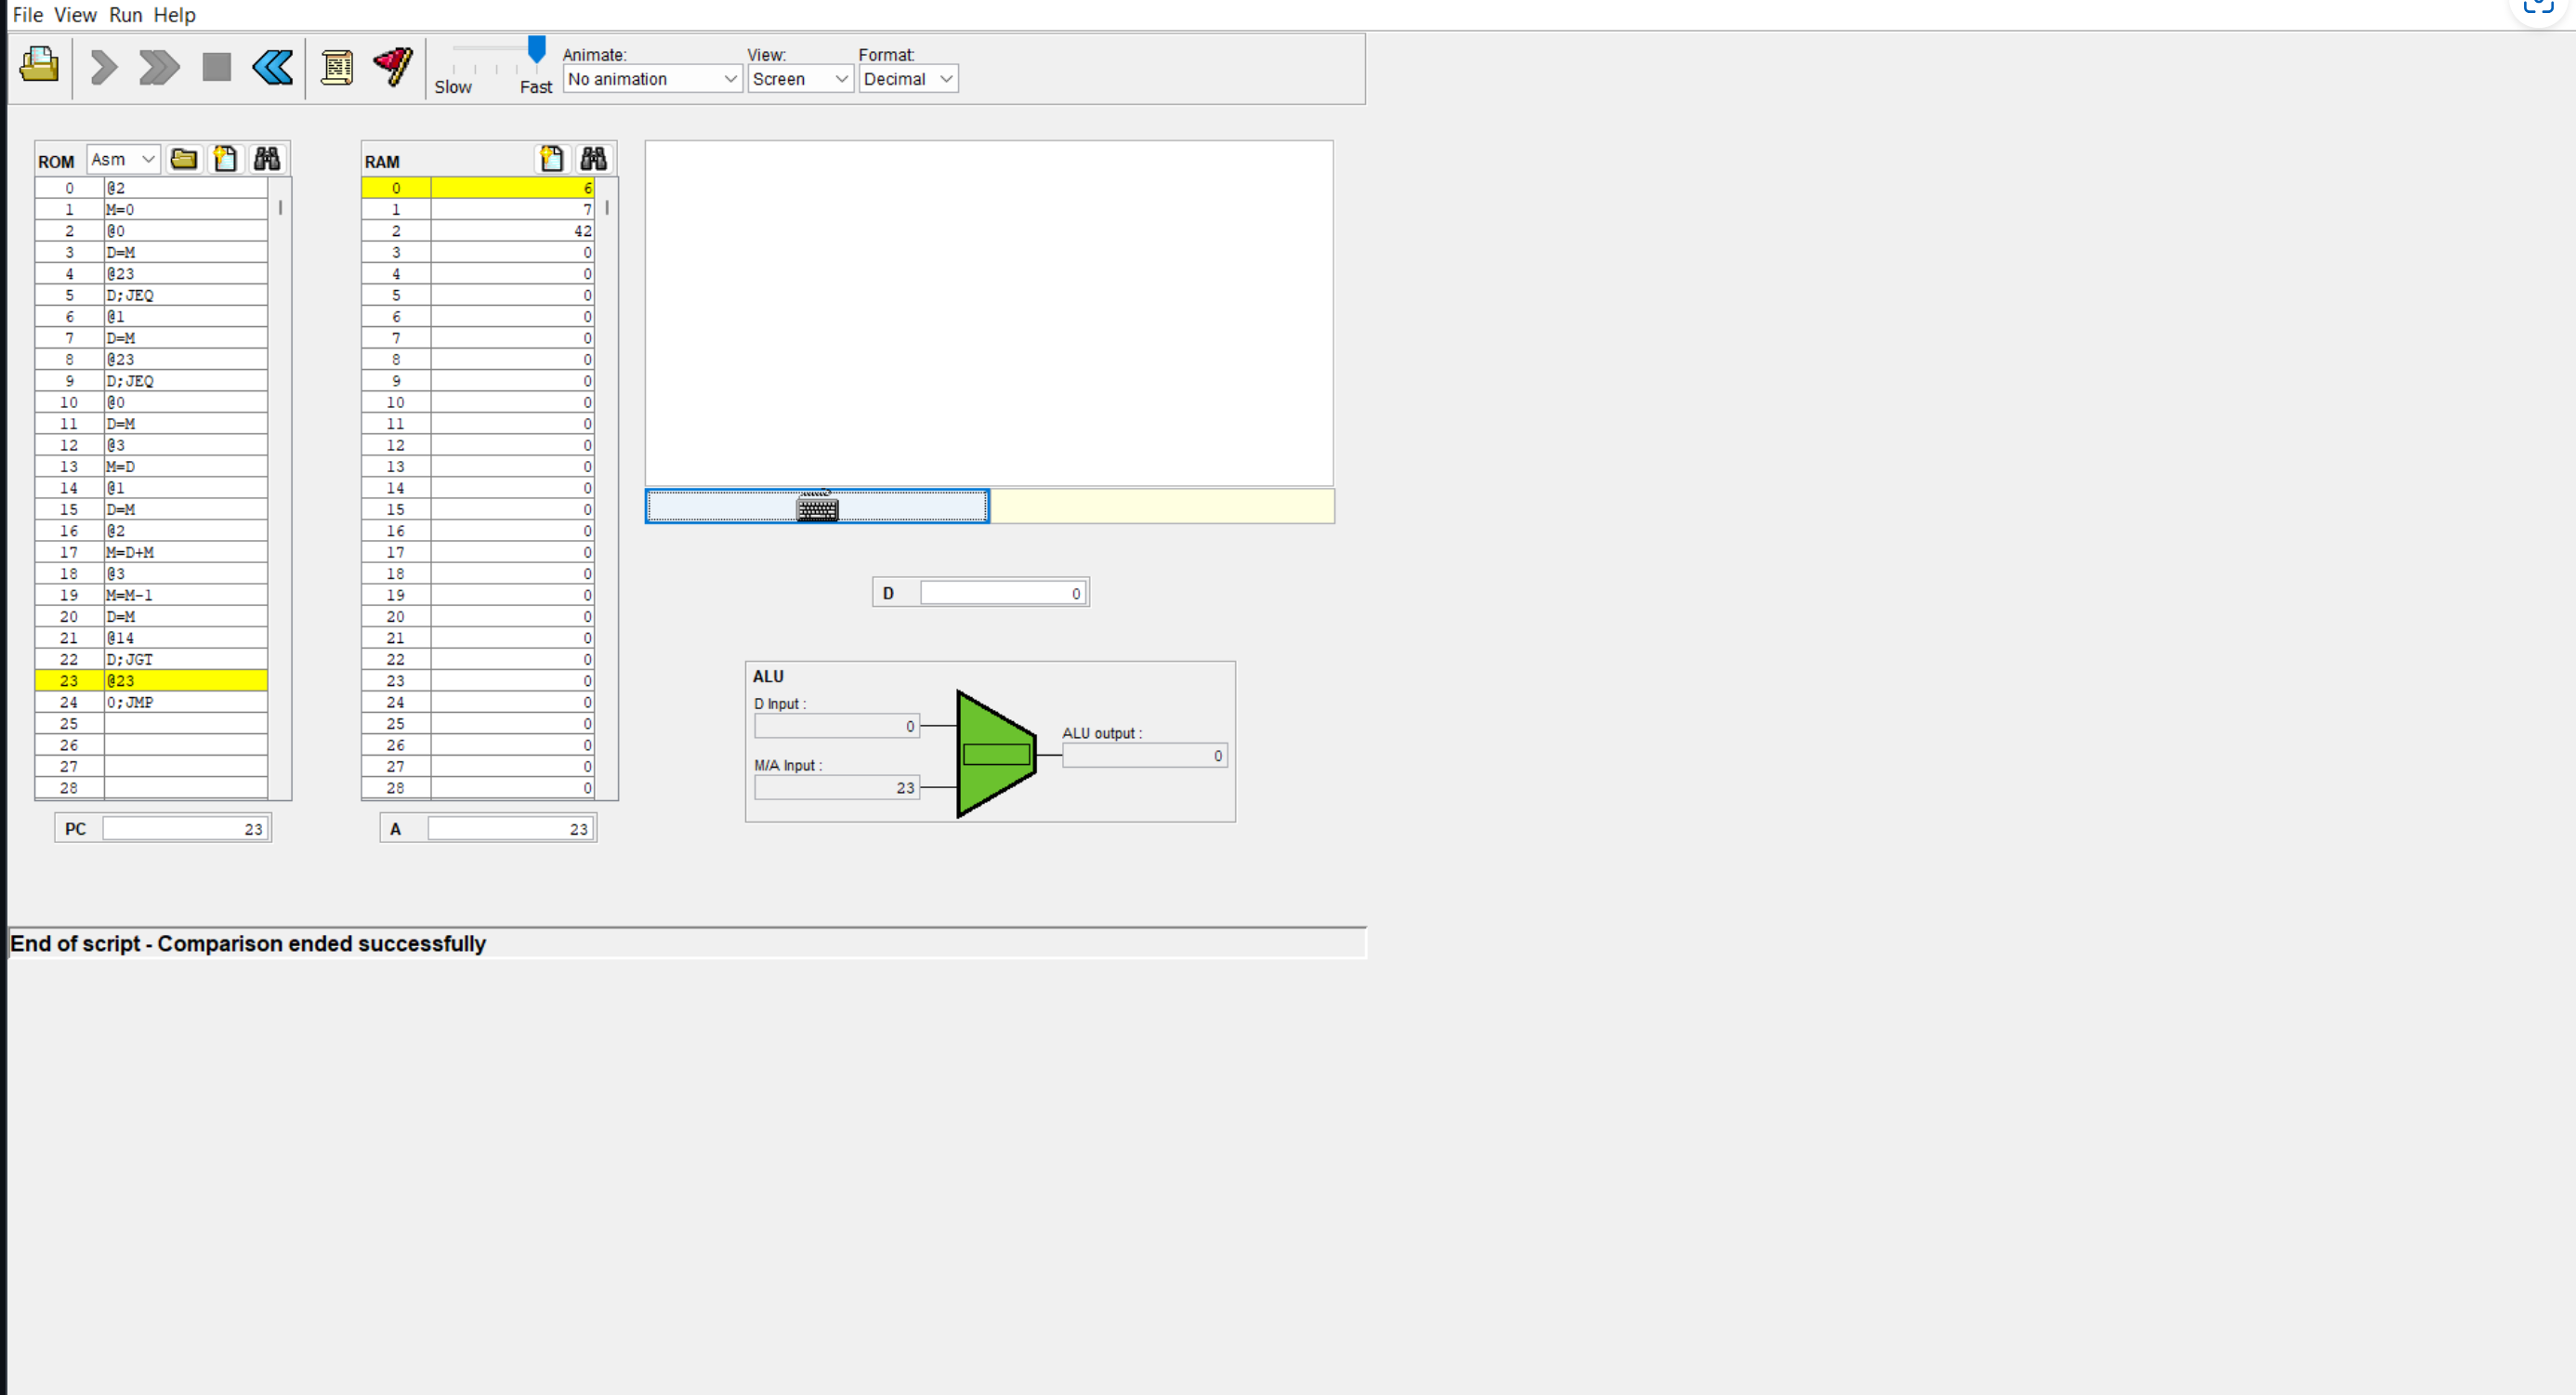 File View Run Help
Animate: View: Format:
Slow Fast No animation Screen Decimal
ROM Asm
0 @2
1 M=0
2 @0
3 D=M
4 @23
5 D;JEQ
6 @1
7 D=M
8 @23
9 D;JEQ
10 @0
11 D=M
12 @3
13 M=D
14 @1
15 D=M
16 @2
17 M=D+M
18 @3
19 M=M-1
20 D=M
21 @14
22 D;JGT
23 @23
24 0;JMP
25
26
27
28
PC 23
RAM
0 6
1 7
2 42
3 0
4 0
5 0
6 0
7 0
8 0
9 0
10 0
11 0
12 0
13 0
14 0
15 0
16 0
17 0
18 0
19 0
20 0
21 0
22 0
23 0
24 0
25 0
26 0
27 0
28 0
A 23
D 0
ALU
D Input :
0
M/A Input :
23
ALU output :
0
End of script - Comparison ended successfully